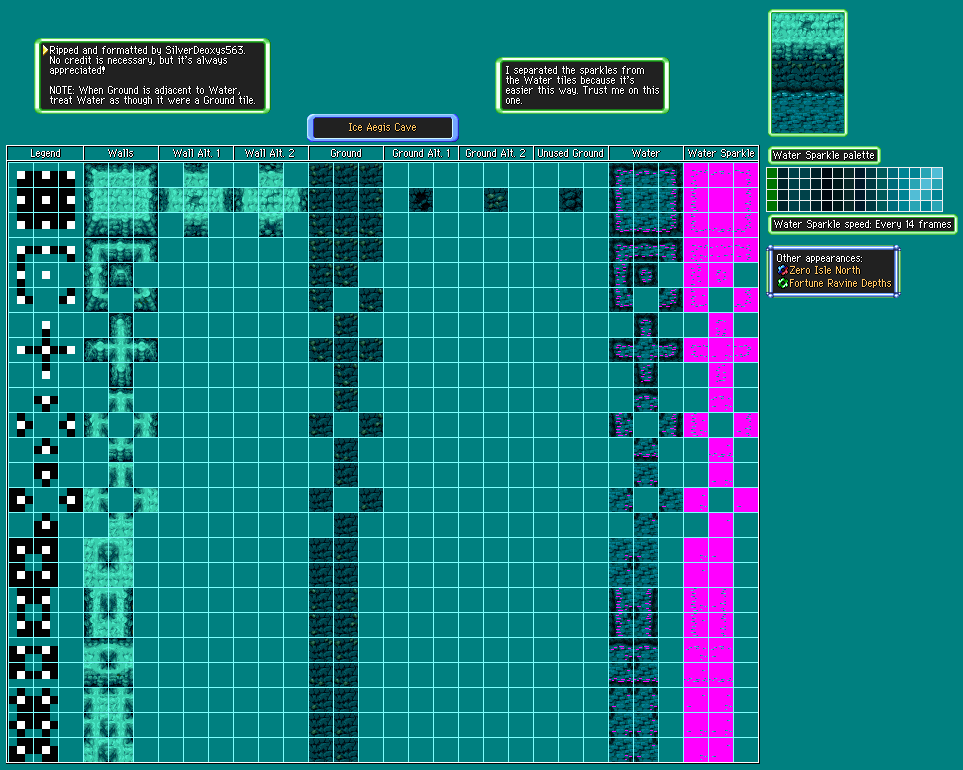 Ripped and formatted by SilverDeoxys563.
No credit is necessary, but it's always
appreciated!
NOTE: When Ground is adjacent to Water,
treat Water as though it were a Ground tile.
I separated the sparkles from
the Water tiles because it's
easier this way. Trust me on this
one.
Ice Aegis Cave
Legend Walls Wall Alt. 1 Wall Alt. 2 Ground Ground Alt. 1 Ground Alt. 2 Unused Ground Water Water Sparkle
Water Sparkle palette
Water Sparkle speed: Every 14 frames
Other appearances:
Zero Isle North
Fortune Ravine Depths